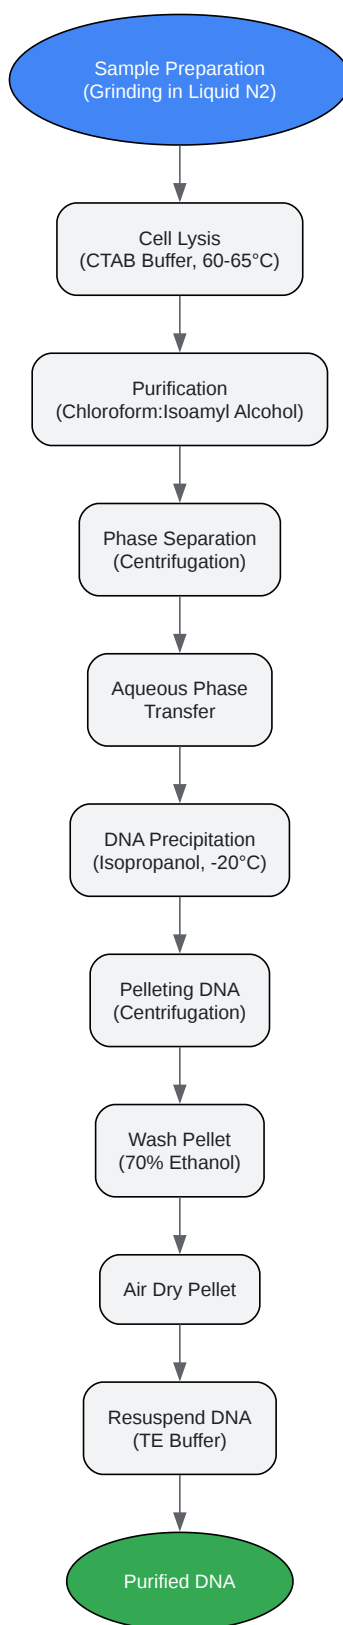 Sample Preparation
(Grinding in Liquid N2)
Cell Lysis
(CTAB Buffer, 60-65°C)
Purification
(Chloroform:Isoamyl Alcohol)
Phase Separation
(Centrifugation)
Aqueous Phase
Transfer
DNA Precipitation
(Isopropanol, -20°C)
Pelleting DNA
(Centrifugation)
Wash Pellet
(70% Ethanol)
Air Dry Pellet
Resuspend DNA
(TE Buffer)
Purified DNA